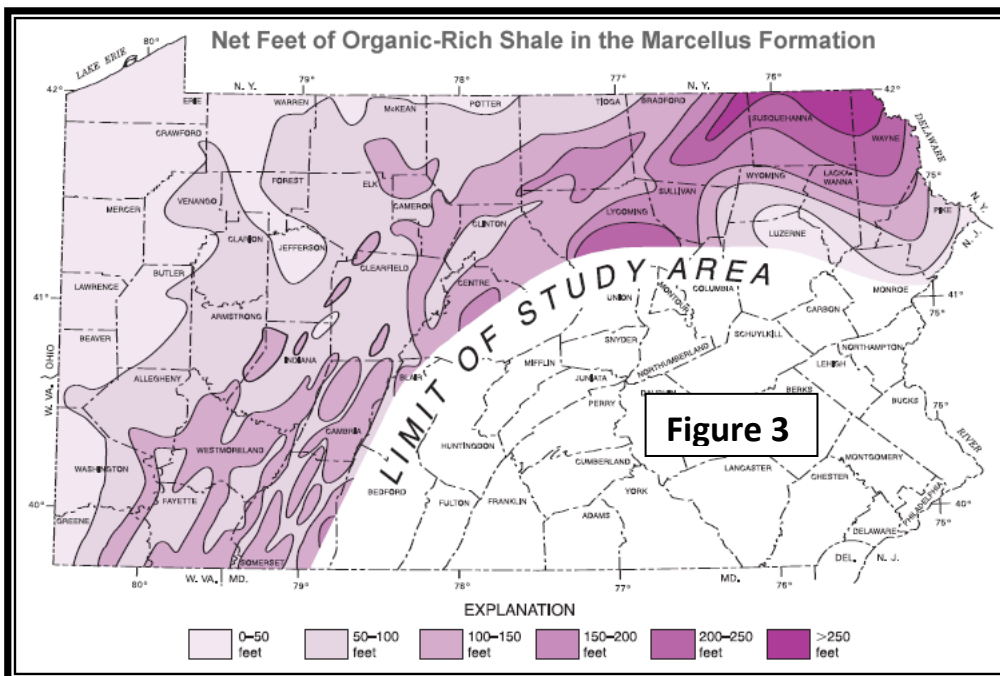 Net Feet of Organic-Rich Shale in the Marcellus Formation
LAKE ERIE
80°
79°
78°
77°
76°
42°
ERIE
N. Y.
WARREN
McKEAN
POTTER
N. Y.
TIOGA
BRADFORD
42°
SUSQUEHANNA
WAYNE
DELAWARE
CRAWFORD
FOREST
ELK
CAMERON
WYOMING
LACKA-
WANNA
75°
SULLIVAN
MERCER
VENANGO
CLINTON
LYCOMING
PIKE
N. Y.
N. J.
CLARION
JEFFERSON
LUZERNE
BUTLER
CLEARFIELD
CENTRE
LAWRENCE
41°
UNION
MONTOUR
COLUMBIA
CARBON
MONROE
41°
75°
LIMIT OF STUDY AREA
ARMSTRONG
BEAVER
INDIANA
SNYDER
SCHUYLKILL
NORTHAMPTON
OHIO
W. VA.
MIFFLIN
NORTHUMBERLAND
LEHIGH
ALLEGHENY
BLAIR
JUNIATA
PERRY
BERKS
BUCKS
75°
Figure 3
RIVER
CAMBRIA
WESTMORELAND
HUNTINGDON
WASHINGTON
CUMBERLAND
LANCASTER
MONTGOMERY
CHESTER
PHILADELPHIA
FAYETTE
BEDFORD
FULTON
FRANKLIN
YORK
40°
40°
75°
GREENE
ADAMS
DELAWARE
SOMERSET
DEL.
N. J.
80°
W. VA.
MD.
79°
78°
77°
MD.
76°
EXPLANATION
0–50
feet
50–100
feet
100–150
feet
150–200
feet
200–250
feet
>250
feet